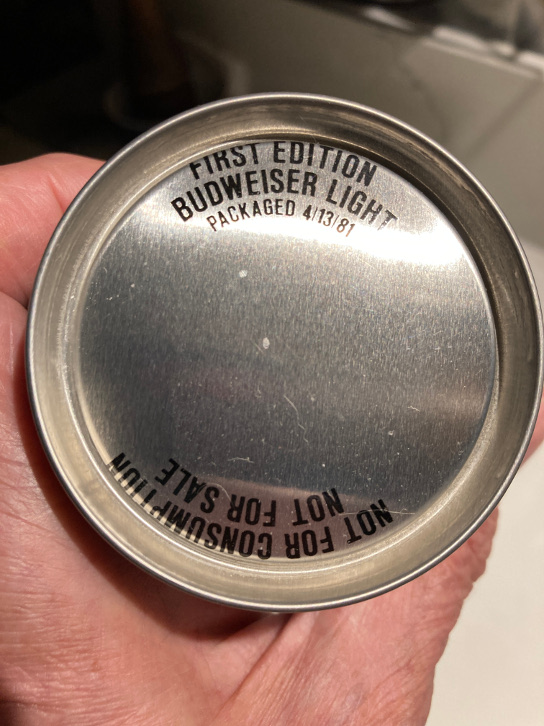 FIRST EDITION
BUDWEISER LIGHT
PACKAGED 4/13/81
NOT FOR CONSUMPTION
NOT FOR SALE